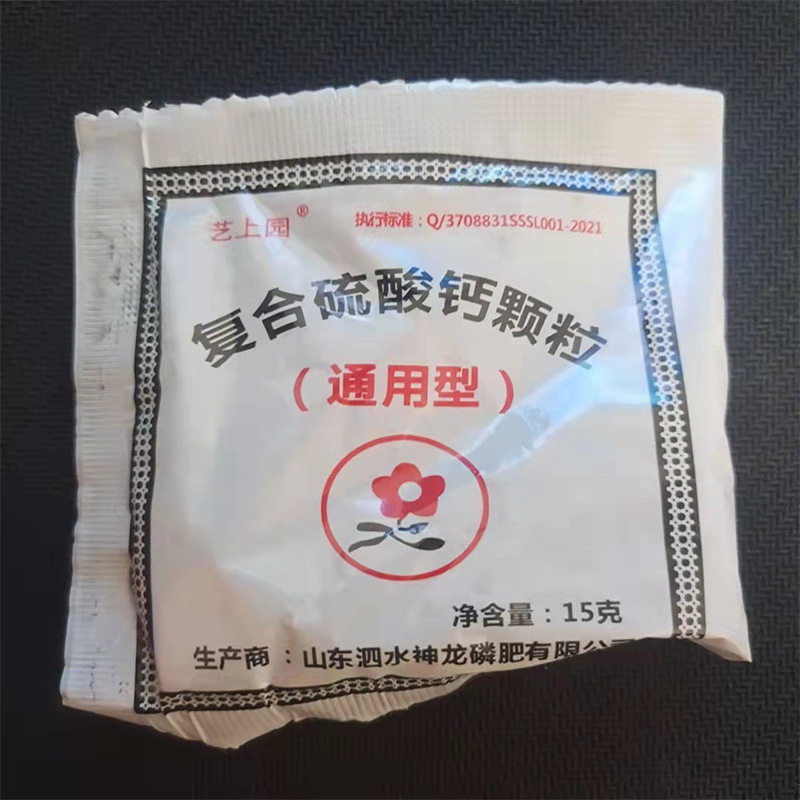 艺上园®
执行标准：Q/3708831SSSL001-2021
复合硫酸钙颗粒
（通用型）
净含量：15克
生产商：山东泗水神龙磷肥有限公司